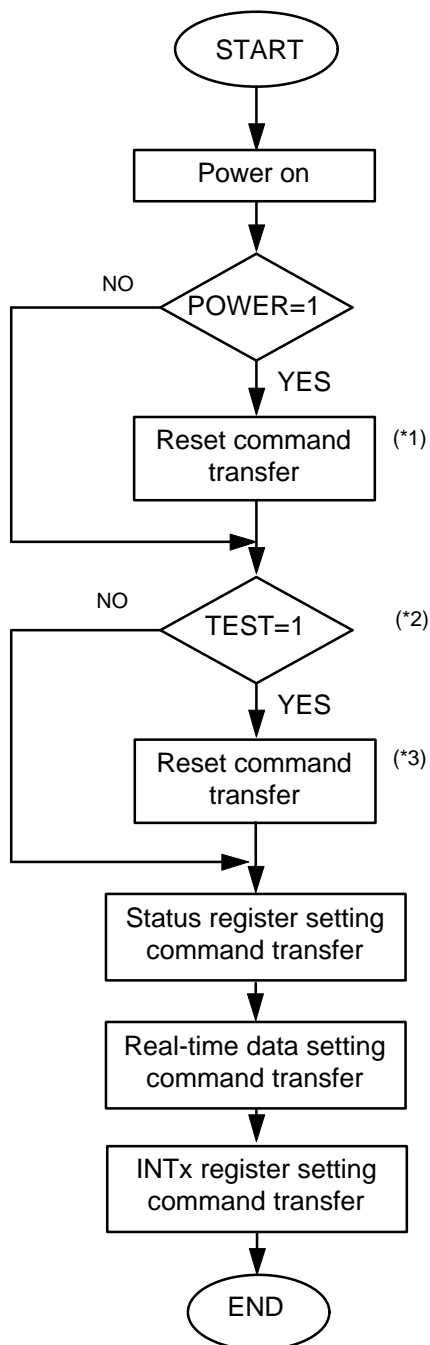 START
Power on
NO
POWER=1
YES
Reset command
transfer
(*1)
NO
TEST=1
(*2)
YES
Reset command
transfer
(*3)
Status register setting
command transfer
Real-time data setting
command transfer
INTx register setting
command transfer
END